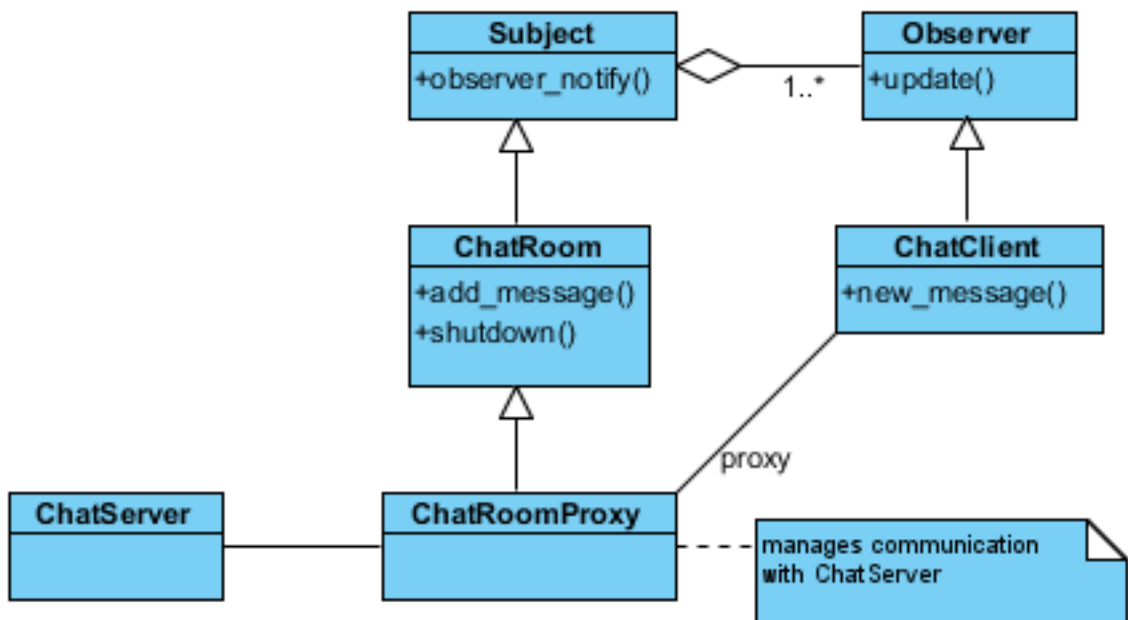 Subject
+observer_notify()
1..*
Observer
+update()
ChatRoom
+add_message()
+shutdown()
ChatClient
+new_message()
proxy
ChatServer
ChatRoomProxy
manages communication
with ChatServer